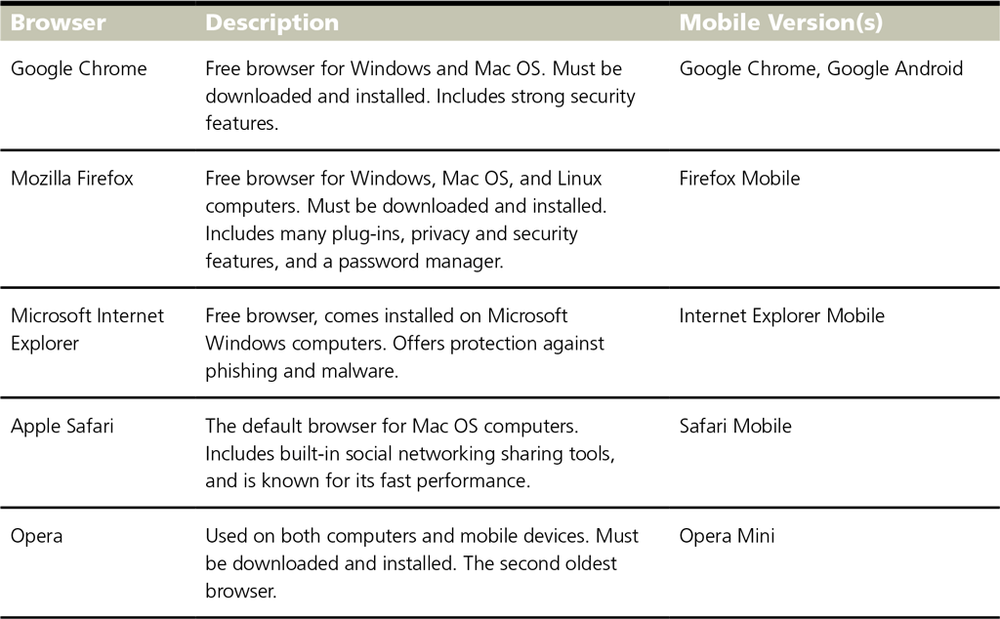 Browser Description Mobile Version(s)
Google Chrome Free browser for Windows and Mac OS. Must be Google Chrome, Google Android
downloaded and installed. Includes strong security
features.
Mozilla Firefox Free browser for Windows, Mac OS, and Linux Firefox Mobile
computers. Must be downloaded and installed.
Includes many plug-ins, privacy and security
features, and a password manager.
Microsoft Internet Free browser, comes installed on Microsoft Internet Explorer Mobile
Explorer Windows computers. Offers protection against
phishing and malware.
Apple Safari The default browser for Mac OS computers. Safari Mobile
Includes built-in social networking sharing tools,
and is known for its fast performance.
Opera Used on both computers and mobile devices. Must Opera Mini
be downloaded and installed. The second oldest
browser.